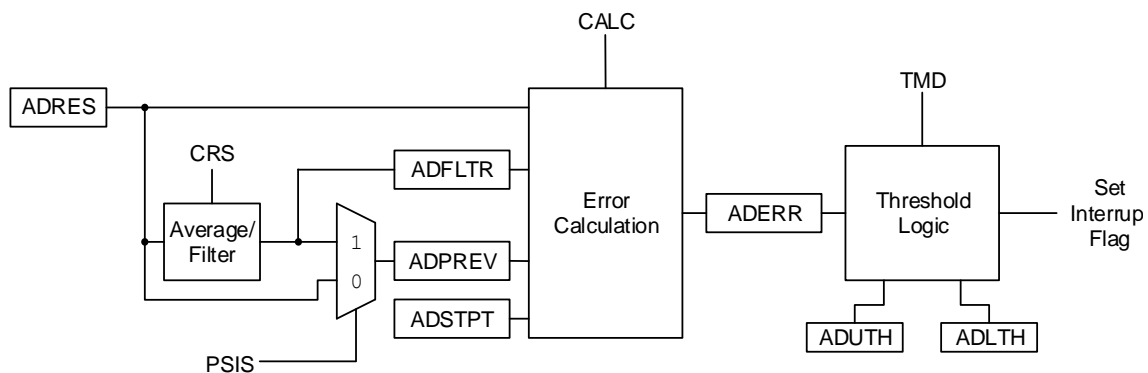 CALC
TMD
ADRES
CRS
ADFLTR
Average/
Filter
Error
Calculation
ADERR
Threshold
Logic
Set
Interrup
Flag
1
0
ADPREV
ADSTPT
ADUTH
ADLTH
PSIS